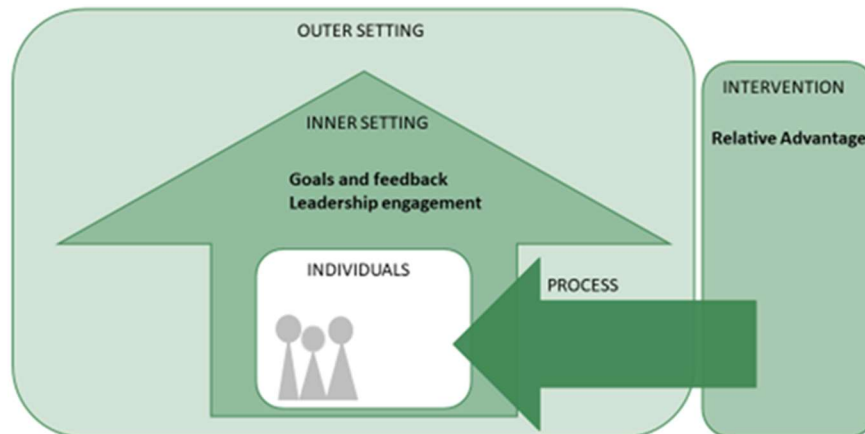 OUTER SETTING
INTERVENTION
Relative Advantage
INNER SETTING
Goals and feedback
Leadership engagement
INDIVIDUALS
PROCESS